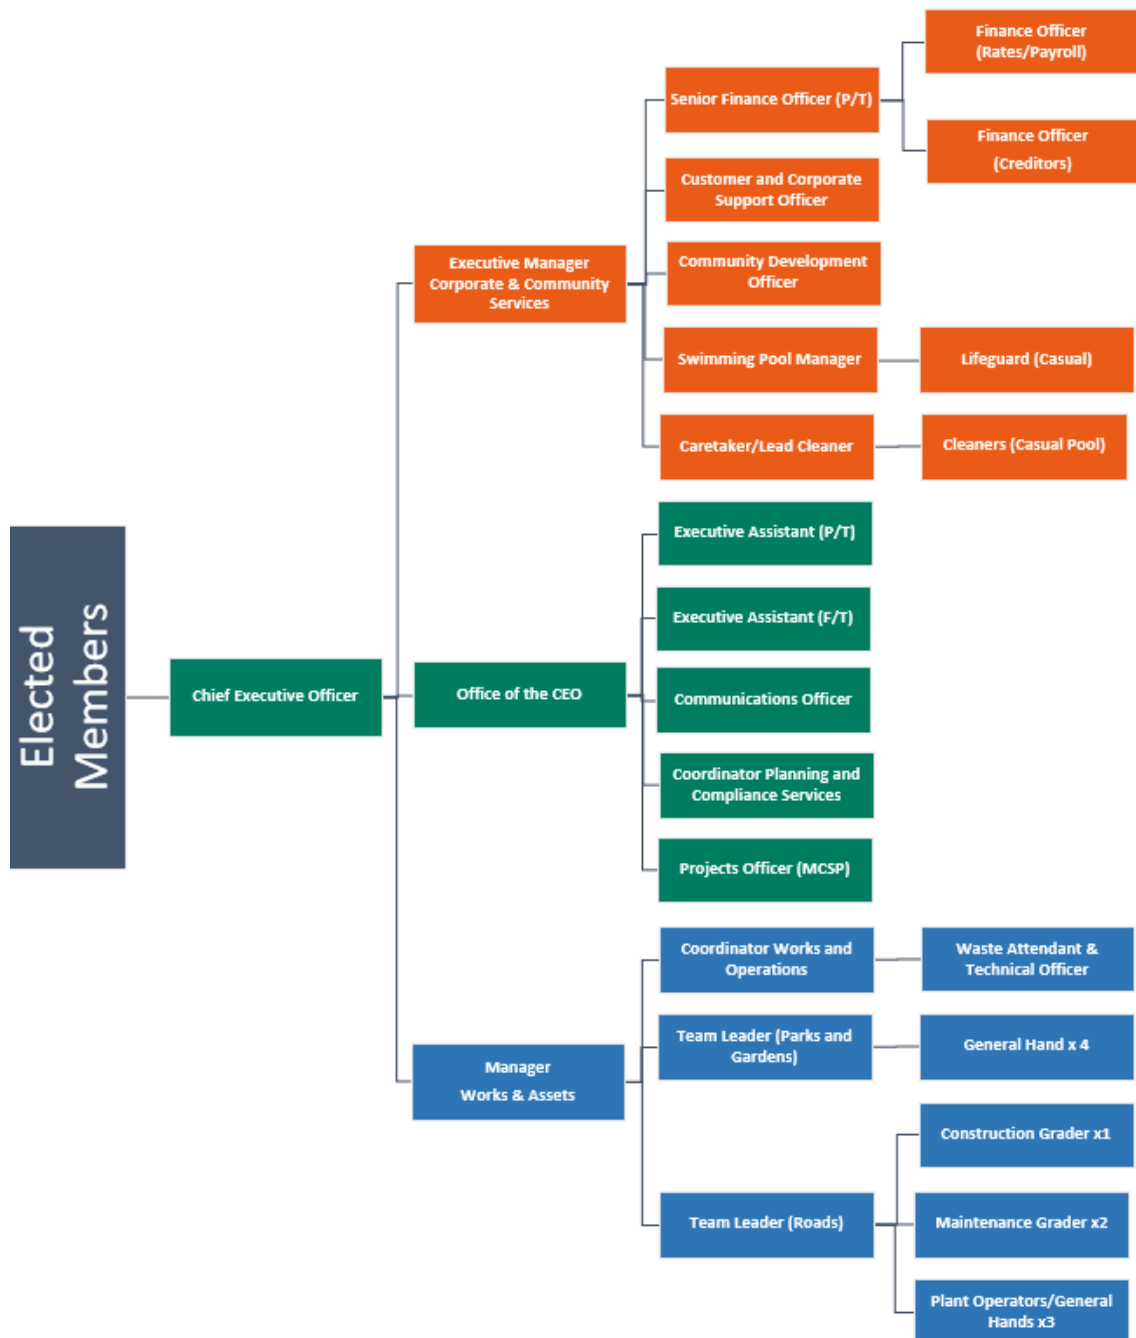 Elected
Members
Chief Executive Officer
Executive Manager
Corporate & Community
Services
Senior Finance Officer (P/T)
Finance Officer
(Rates/Payroll)
Finance Officer
(Creditors)
Customer and Corporate
Support Officer
Community Development
Officer
Swimming Pool Manager
Lifeguard (Casual)
Caretaker/Lead Cleaner
Cleaners (Casual Pool)
Office of the CEO
Executive Assistant (P/T)
Executive Assistant (F/T)
Communications Officer
Coordinator Planning and
Compliance Services
Projects Officer (MCSP)
Manager
Works & Assets
Coordinator Works and
Operations
Waste Attendant &
Technical Officer
Team Leader (Parks and
Gardens)
General Hand x 4
Team Leader (Roads)
Construction Grader x1
Maintenance Grader x2
Plant Operators/General
Hands x3